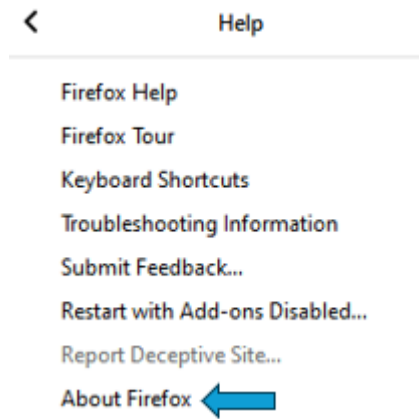 Help
Firefox Help
Firefox Tour
Keyboard Shortcuts
Troubleshooting Information
Submit Feedback...
Restart with Add-ons Disabled...
Report Deceptive Site...
About Firefox